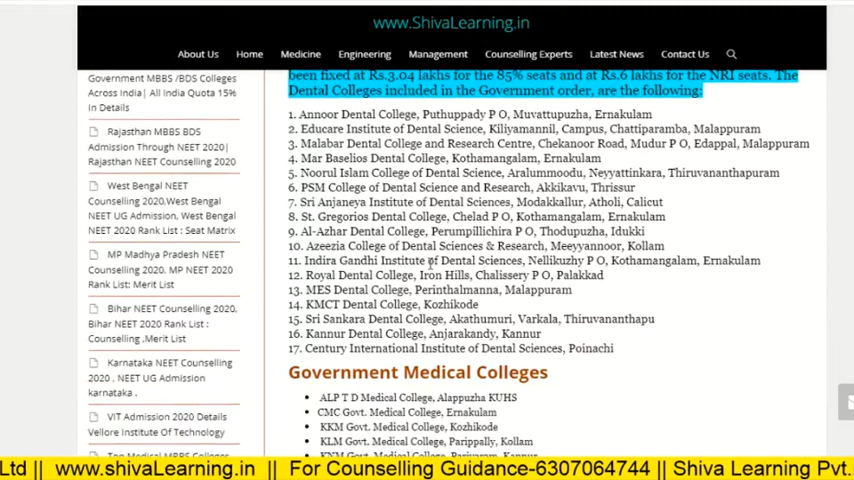 www.ShivaLearning.in
About Us Home Medicine Engineering Management Counselling Experts Latest News Contact Us
Government MBBS /BDS Colleges
Across India| All India Quota 15%
In Details
Rajasthan MBBS BDS
Admission Through NEET 2020|
Rajasthan NEET Counselling 2020
West Bengal NEET
Counselling 2020,West Bengal
NEET UG Admission, West Bengal
NEET 2020 Rank List : Seat Matrix
MP Madhya Pradesh NEET
Counselling 2020. MP NEET 2020
Rank List: Merit List
Bihar NEET Counselling 2020,
Bihar NEET 2020 Rank List :
Counselling ,Merit List
Karnataka NEET Counselling
2020 . NEET UG Admission
karnataka .
VIT Admission 2020 Details
Vellore Institute Of Technology
Top Medical MBBS Colleges
been fixed at Rs.3.04 lakhs for the 85% seats and at Rs.6 lakhs for the NRI seats. The
Dental Colleges included in the Government order, are the following:
1. Annoor Dental College, Puthuppady P O, Muvattupuzha, Ernakulam
2. Educare Institute of Dental Science, Kiliyamannil, Campus, Chattiparamba, Malappuram
3. Malabar Dental College and Research Centre, Chekanoor Road, Mudur P O, Edappal, Malappuram
4. Mar Baselios Dental College, Kothamangalam, Ernakulam
5. Noorul Islam College of Dental Science, Aralummoodu, Neyyattinkara, Thiruvananthapuram
6. PSM College of Dental Science and Research, Akkikavu, Thrissur
7. Sri Anjaneya Institute of Dental Sciences, Modakkallur, Atholi, Calicut
8. St. Gregorios Dental College, Chelad P O, Kothamangalam, Ernakulam
9. Al-Azhar Dental College, Perumpillichira P O, Thodupuzha, Idukki
10. Azeezia College of Dental Sciences & Research, Meeyyannoor, Kollam
11. Indira Gandhi Institute of Dental Sciences, Nellikuzhy P O, Kothamangalam, Ernakulam
12. Royal Dental College, Iron Hills, Chalissery P O, Palakkad
13. MES Dental College, Perinthalmanna, Malappuram
14. KMCT Dental College, Kozhikode
15. Sri Sankara Dental College, Akathumuri, Varkala, Thiruvananthapu
16. Kannur Dental College, Anjarakandy, Kannur
17. Century International Institute of Dental Sciences, Poinachi
Government Medical Colleges
ALP T D Medical College, Alappuzha KUHS
CMC Govt. Medical College, Ernakulam
KKM Govt. Medical College, Kozhikode
KLM Govt. Medical College, Parippally, Kollam
KNM Govt. Medical College, Pariyaram, Kannur
Ltd || www.shivaLearning.in || For Counselling Guidance-6307064744 || Shiva Learning Pvt.